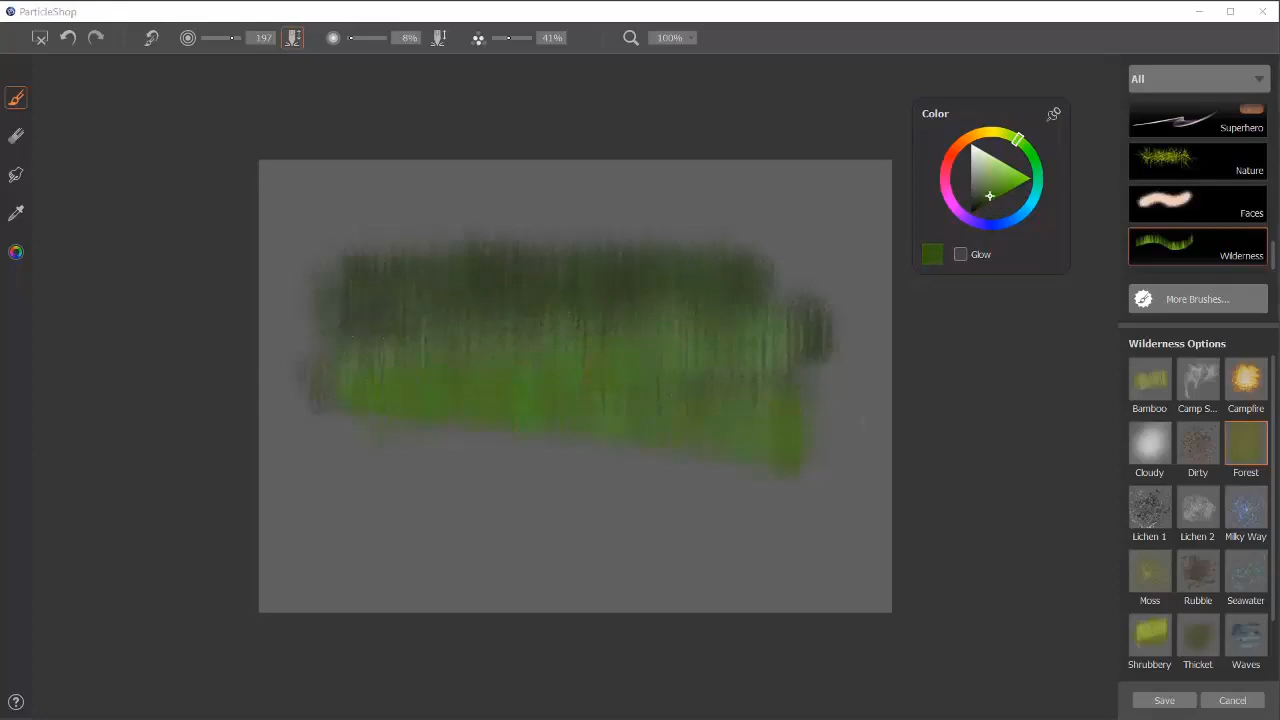 ParticleShop
197
8%
41%
100%
All
Color
Superhero
Nature
Faces
Wilderness
Glow
More Brushes...
Wilderness Options
Bamboo Camp S... Campfire
Cloudy Dirty Forest
Lichen 1 Lichen 2 Milky Way
Moss Rubble Seawater
Shrubbery Thicket Waves
Save Cancel